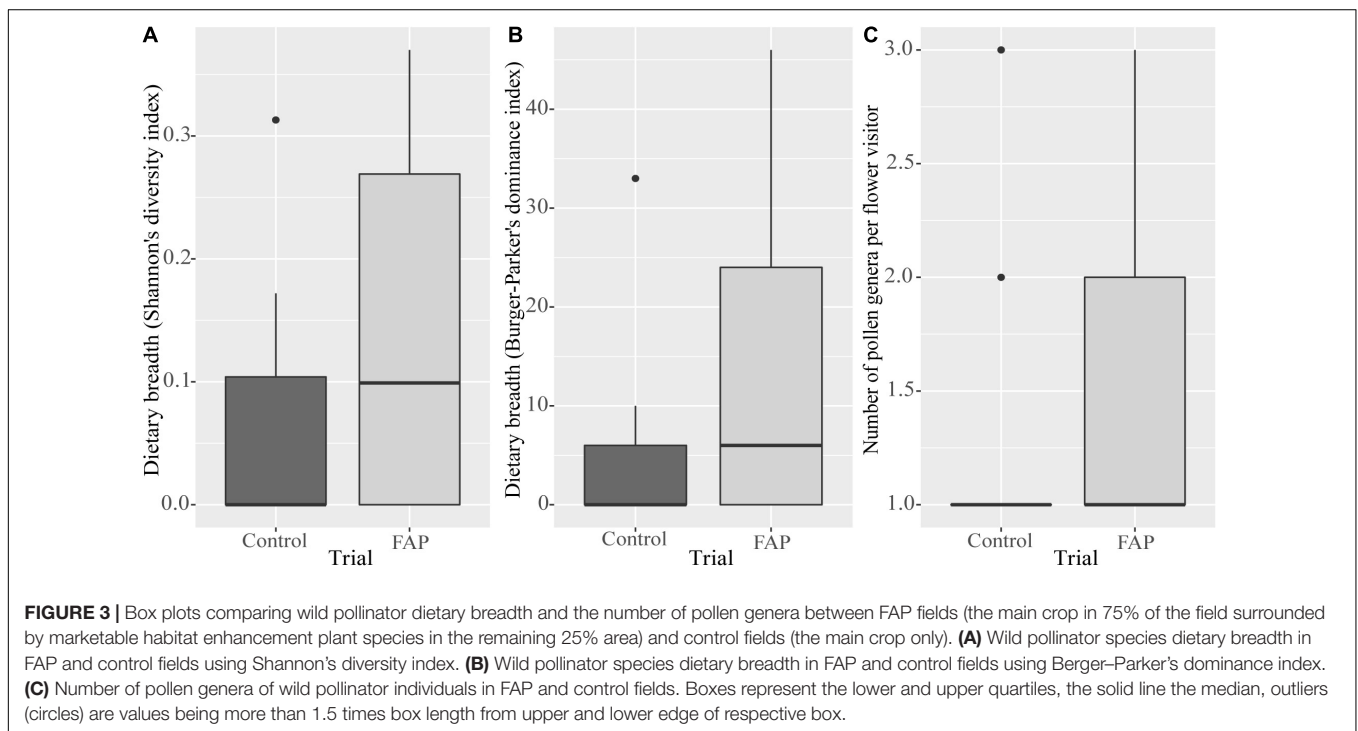 A
Dietary breadth (Shannon's diversity index)
0.3
0.2
0.1
0.0
Control
FAP
Trial
B
Dietary breadth (Burger-Parker's dominance index)
40
30
20
10
0
Control
FAP
Trial
C
Number of pollen genera per flower visitor
3.0
2.5
2.0
1.5
1.0
Control
FAP
Trial
FIGURE 3 | Box plots comparing wild pollinator dietary breadth and the number of pollen genera between FAP fields (the main crop in 75% of the field surrounded
by marketable habitat enhancement plant species in the remaining 25% area) and control fields (the main crop only). (A) Wild pollinator species dietary breadth in
FAP and control fields using Shannon's diversity index. (B) Wild pollinator species dietary breadth in FAP and control fields using Berger–Parker's dominance index.
(C) Number of pollen genera of wild pollinator individuals in FAP and control fields. Boxes represent the lower and upper quartiles, the solid line the median, outliers
(circles) are values being more than 1.5 times box length from upper and lower edge of respective box.